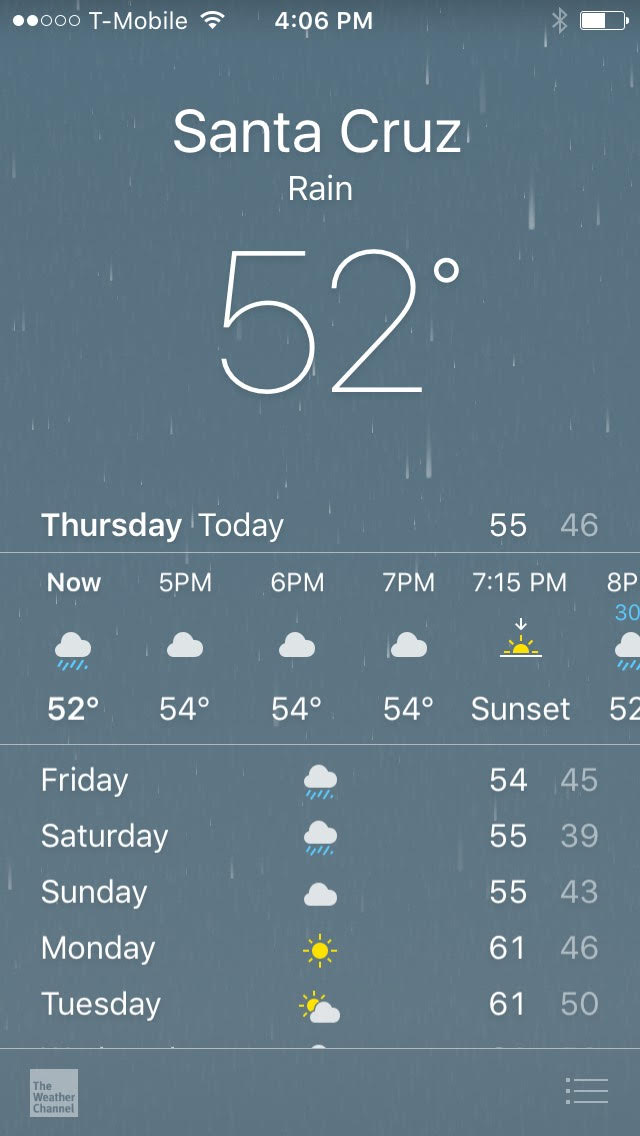 T-Mobile 4:06 PM
Santa Cruz
Rain
52°
Thursday Today 55 46
Now 5PM 6PM 7PM 7:15 PM 8P
30
52° 54° 54° 54° Sunset 52
Friday 54 45
Saturday 55 39
Sunday 55 43
Monday 61 46
Tuesday 61 50
The
Weather
Channel